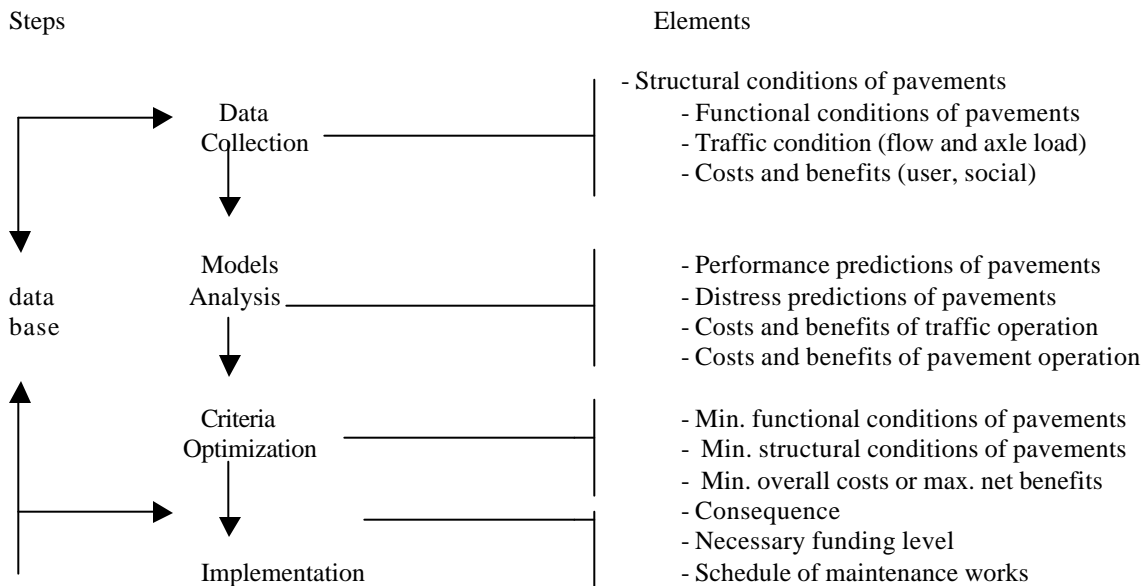 Steps Elements
- Structural conditions of pavements
Data - Functional conditions of pavements
Collection - Traffic condition (flow and axle load)
- Costs and benefits (user, social)
Models - Performance predictions of pavements
data Analysis - Distress predictions of pavements
base - Costs and benefits of traffic operation
- Costs and benefits of pavement operation
Criteria - Min. functional conditions of pavements
Optimization - Min. structural conditions of pavements
- Min. overall costs or max. net benefits
- Consequence
- Necessary funding level
Implementation - Schedule of maintenance works